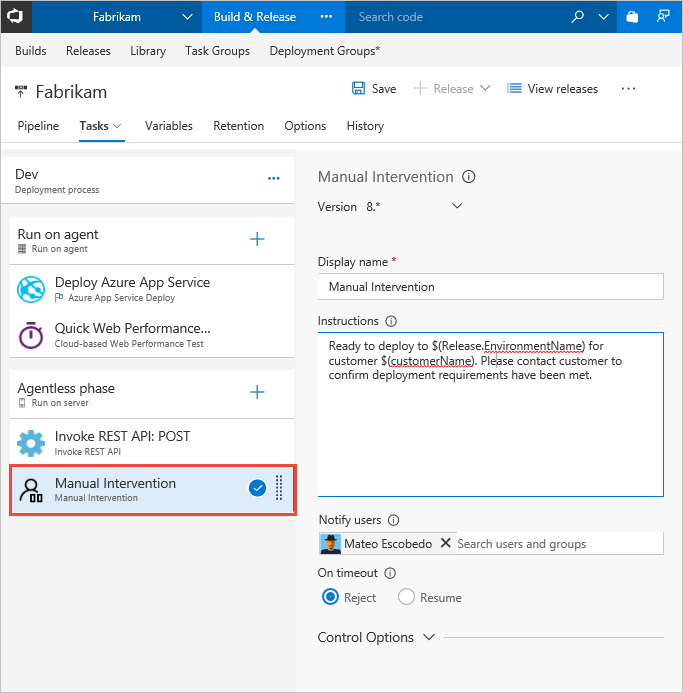 Fabrikam
Build & Release
Search code
Builds Releases Library Task Groups Deployment Groups*
Fabrikam
Save Release View releases
Pipeline Tasks Variables Retention Options History
Dev
Deployment process
Run on agent
Run on agent
Deploy Azure App Service
Azure App Service Deploy
Quick Web Performance...
Cloud-based Web Performance Test
Agentless phase
Run on server
Invoke REST API: POST
Invoke REST API
Manual Intervention
Manual Intervention
Manual Intervention
Version 8.*
Display name *
Manual Intervention
Instructions
Ready to deploy to $(Release.EnvironmentName) for
customer $(customerName). Please contact customer to
confirm deployment requirements have been met.
Notify users
Mateo Escobedo Search users and groups
On timeout
Reject Resume
Control Options